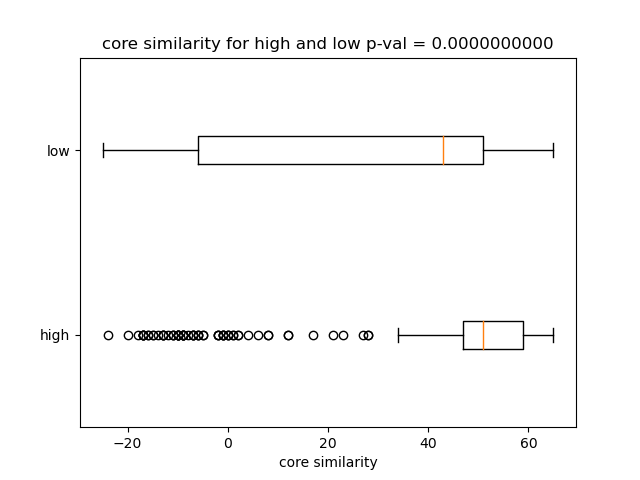 core similarity for high and low p-val = 0.0000000000
low
high
−20 0 20 40 60
core similarity